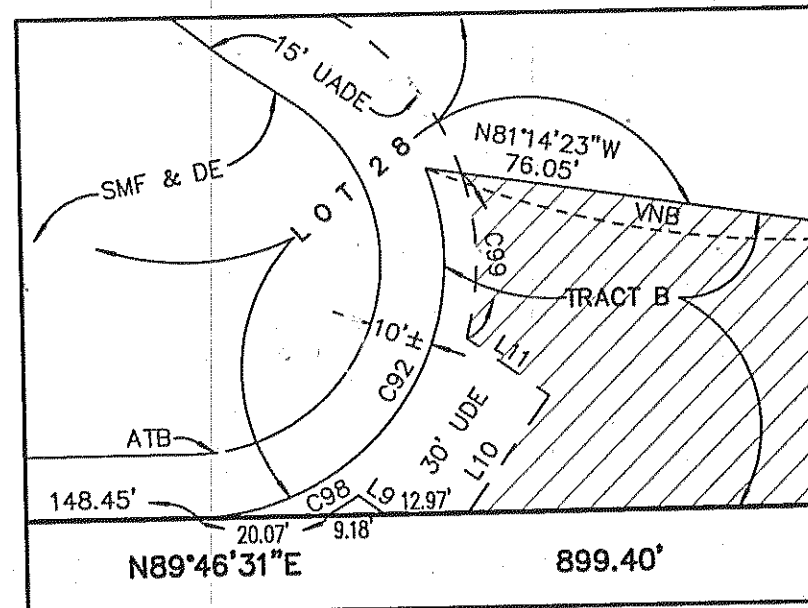 15' UADE
N81°14'23"W
76.05'
SMF & DE
LOT 28
VNB
C99
TRACT B
10'±
L11
C92
30' UDE
L10
ATB
148.45'
C98
L9
12.97'
20.07'
9.18'
N89°46'31"E
899.40'